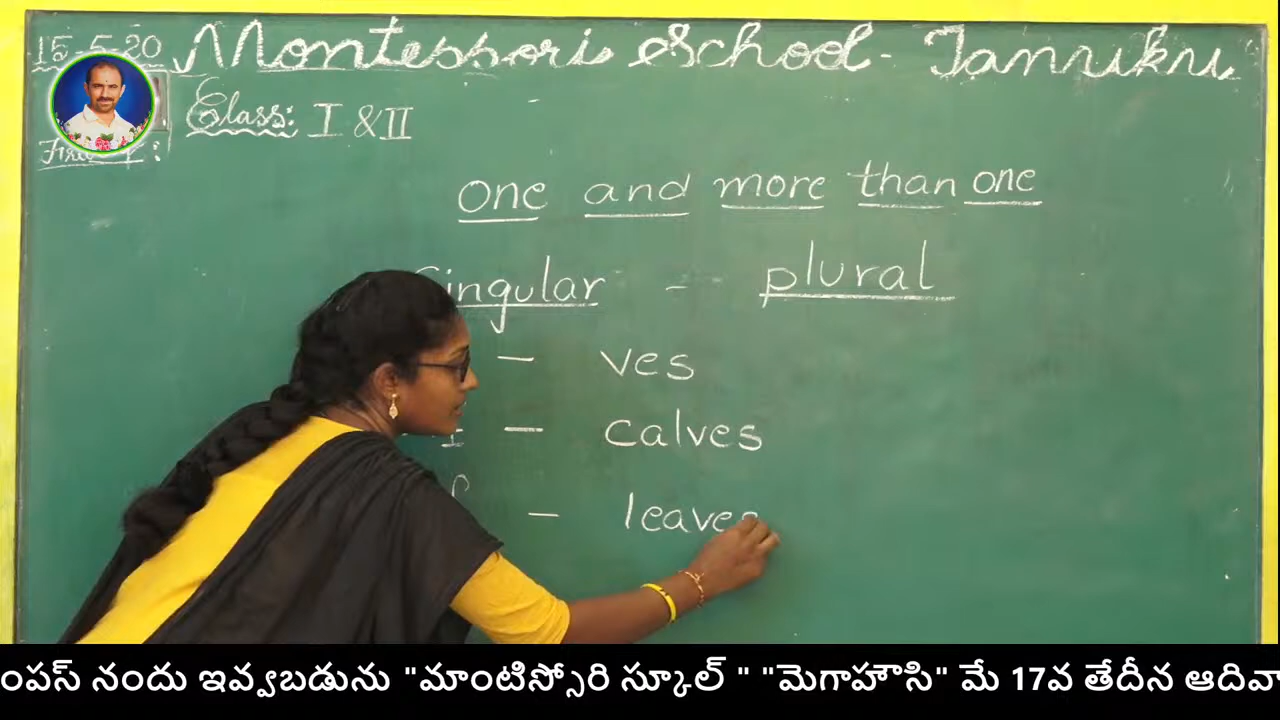 15-5-20 Montessori School - Tanuku
Class: I & II
one and more than one
singular - plural
- ves
f - calves
f - leaves
ంపస్ నందు ఇవ్వబడును "మాంటిస్సోరి స్కూల్ " "మెగాహౌసి" మే 17వ తేదీన ఆదివా